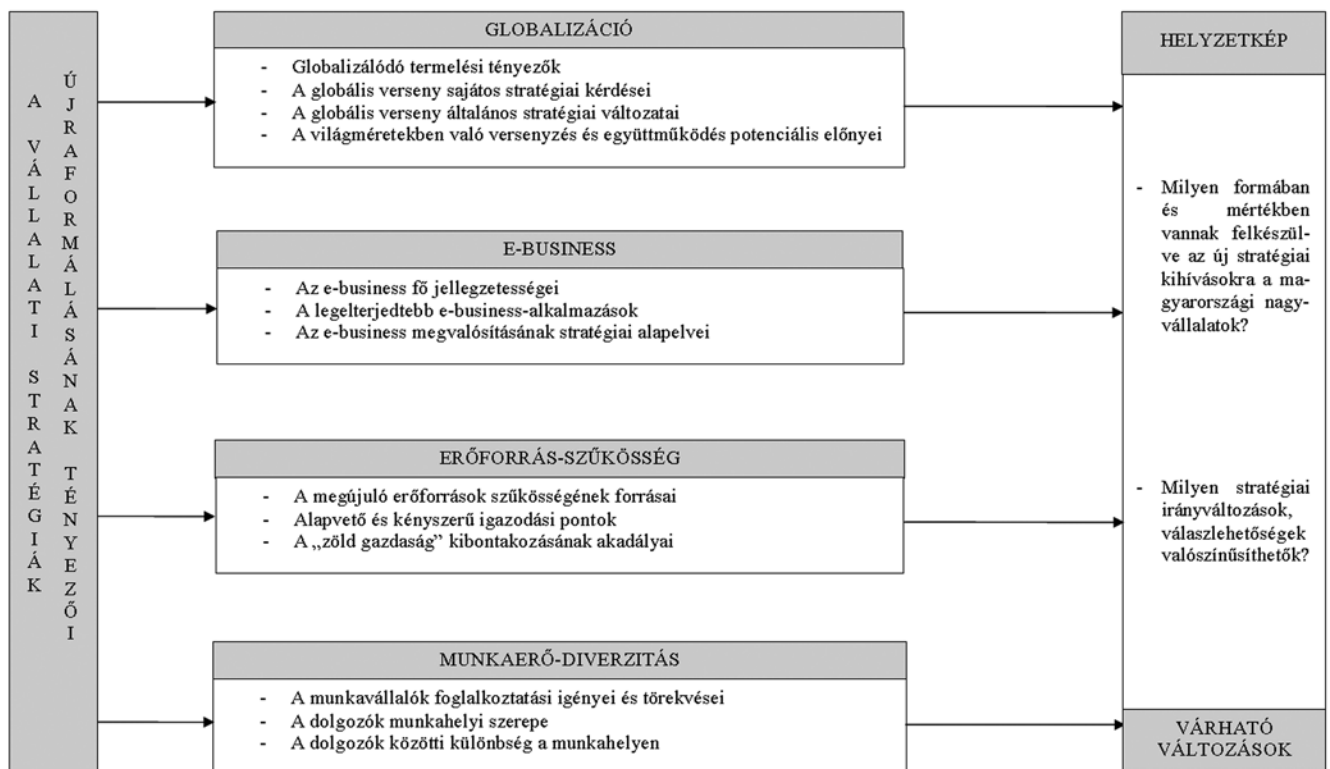 A VÁLLALATI STRATÉGIÁK
ÚJRAFORMÁLÁSÁNAK TÉNYEZŐI
GLOBALIZÁCIÓ
- Globalizálódó termelési tényezők
- A globális verseny sajátos stratégiai kérdései
- A globális verseny általános stratégiai változatai
- A világméretekben való versenyzés és együttműködés potenciális előnyei
E-BUSINESS
- Az e-business fő jellegzetességei
- A legelterjedtebb e-business-alkalmazások
- Az e-business megvalósításának stratégiai alapelvei
ERŐFORRÁS-SZŰKÖSSÉG
- A megújuló erőforrások szűkösségének forrásai
- Alapvető és kényszerű igazodási pontok
- A „zöld gazdaság” kibontakozásának akadályai
MUNKAERŐ-DIVERZITÁS
- A munkavállalók foglalkoztatási igényei és törekvései
- A dolgozók munkahelyi szerepe
- A dolgozók közötti különbség a munkahelyen
HELYZETKÉP
- Milyen formában
és mértékben
vannak felkészül-
ve az új stratégiai
kihívásokra a ma-
gyarországi nagy-
vállalatok?
- Milyen stratégiai
irányváltozások,
válaszlehetőségek
valószínűsíthetők?
VÁRHATÓ
VÁLTOZÁSOK